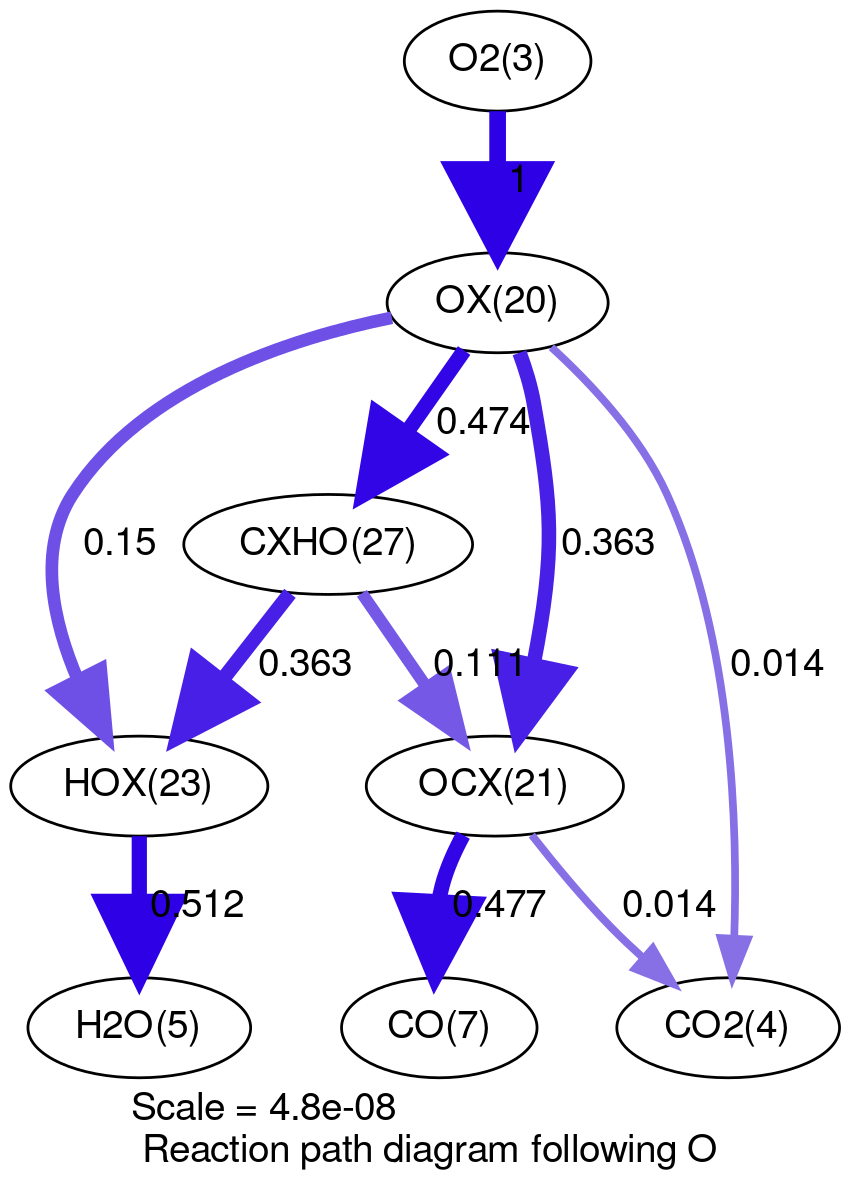 O2(3)
1
OX(20)
0.474
0.15
CXHO(27)
0.363
0.363
0.111
0.014
HOX(23)
OCX(21)
0.512
0.477
0.014
H2O(5)
CO(7)
CO2(4)
Scale = 4.8e-08
Reaction path diagram following O